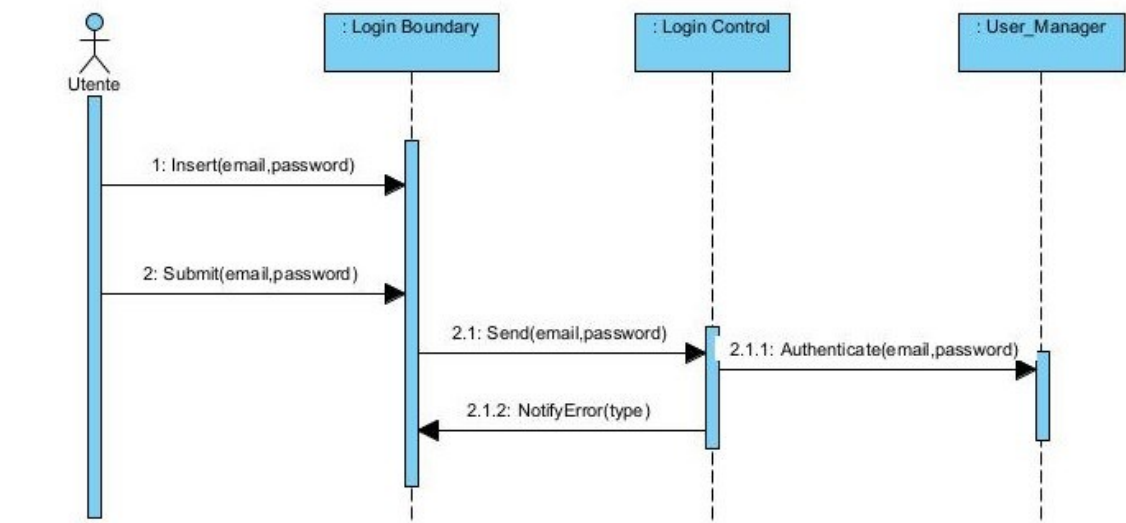 : Login Boundary
: Login Control
: User_Manager
Utente
1: Insert(email,password)
2: Submit(email,password)
2.1: Send(email,password)
2.1.1: Authenticate(email,password)
2.1.2: NotifyError(type)